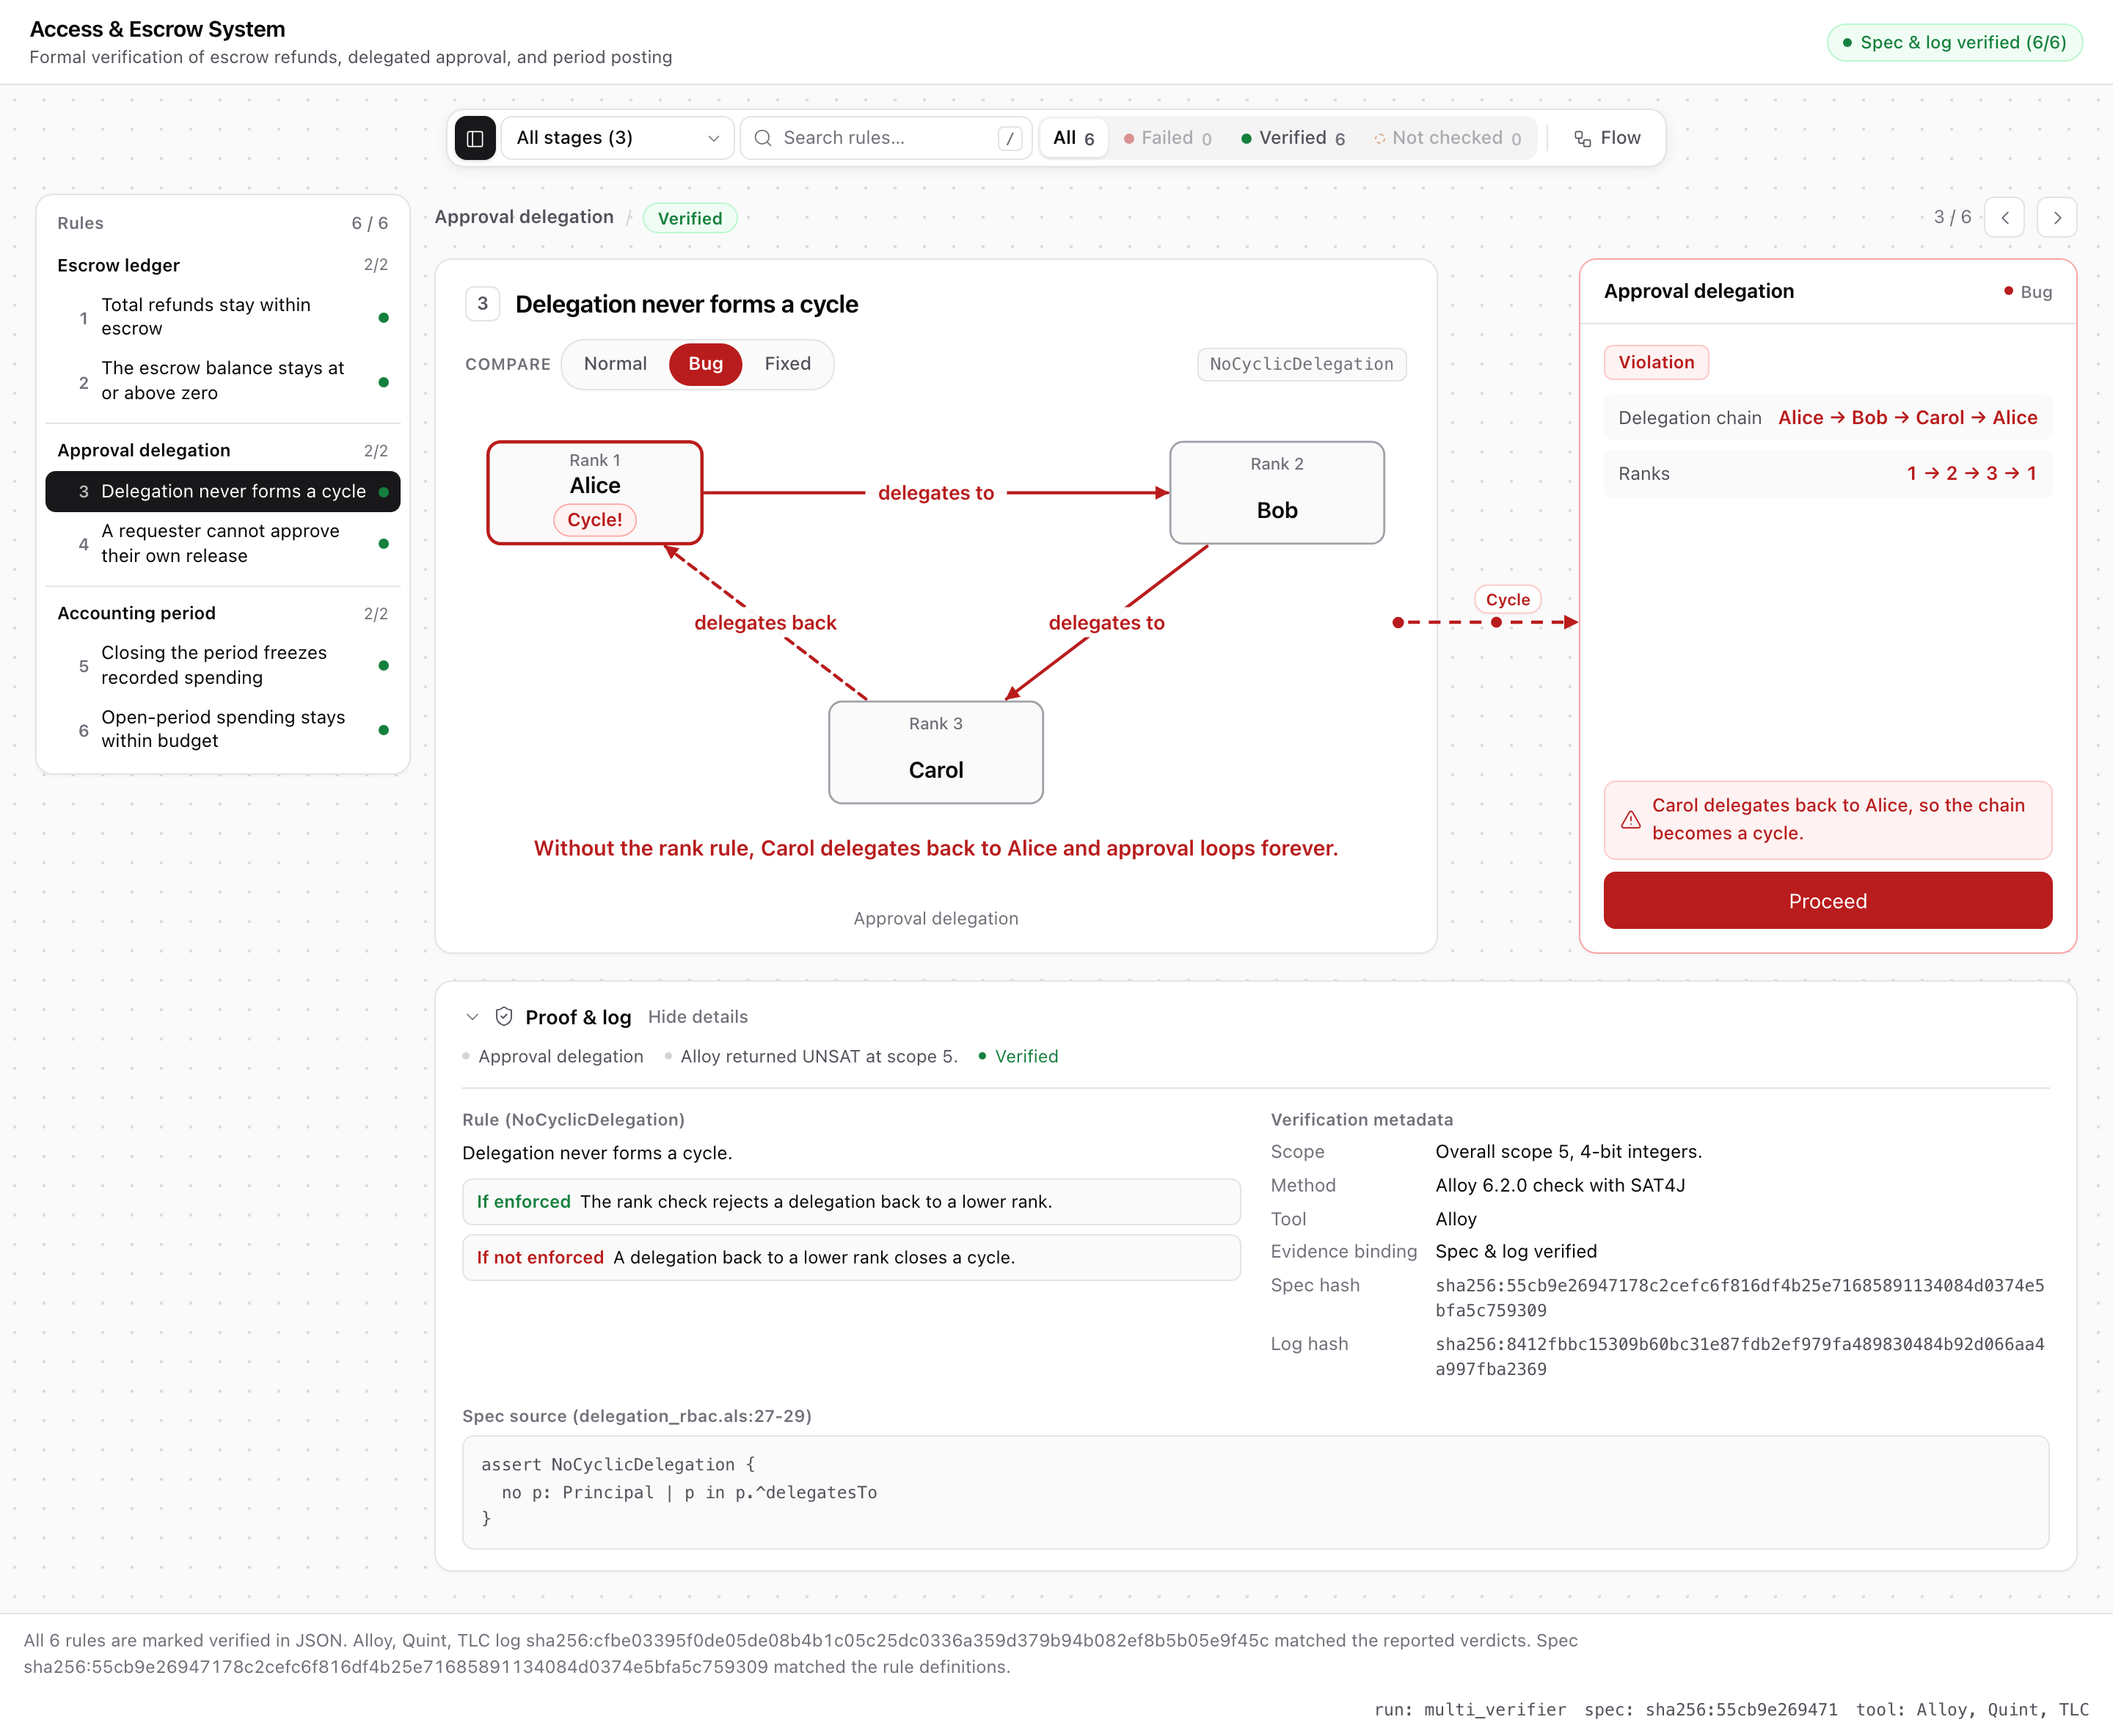 Access & Escrow System
Formal verification of escrow refunds, delegated approval, and period posting
Spec & log verified (6/6)
All stages (3)
Search rules...
/
All 6
Failed 0
Verified 6
Not checked 0
Flow
Rules
6 / 6
Escrow ledger
2/2
1
Total refunds stay within
escrow
2
The escrow balance stays at
or above zero
Approval delegation
2/2
3
Delegation never forms a cycle
4
A requester cannot approve
their own release
Accounting period
2/2
5
Closing the period freezes
recorded spending
6
Open-period spending stays
within budget
Approval delegation / Verified
3 / 6
3
Delegation never forms a cycle
COMPARE
Normal
Bug
Fixed
NoCyclicDelegation
Rank 1
Alice
Cycle!
delegates to
Rank 2
Bob
delegates back
delegates to
Rank 3
Carol
Without the rank rule, Carol delegates back to Alice and approval loops forever.
Approval delegation
Cycle
Approval delegation
Bug
Violation
Delegation chain
Alice → Bob → Carol → Alice
Ranks
1 → 2 → 3 → 1
Carol delegates back to Alice, so the chain
becomes a cycle.
Proceed
Proof & log
Hide details
Approval delegation
Alloy returned UNSAT at scope 5.
Verified
Rule (NoCyclicDelegation)
Delegation never forms a cycle.
If enforced The rank check rejects a delegation back to a lower rank.
If not enforced A delegation back to a lower rank closes a cycle.
Verification metadata
Scope
Overall scope 5, 4-bit integers.
Method
Alloy 6.2.0 check with SAT4J
Tool
Alloy
Evidence binding
Spec & log verified
Spec hash
sha256:55cb9e26947178c2cefc6f816df4b25e71685891134084d0374e5
bfa5c759309
Log hash
sha256:8412fbbc15309b60bc31e87fdb2ef979fa489830484b92d066aa4
a997fba2369
Spec source (delegation_rbac.als:27-29)
assert NoCyclicDelegation {
no p: Principal | p in p.^delegatesTo
}
All 6 rules are marked verified in JSON. Alloy, Quint, TLC log sha256:cfbe03395f0de05de08b4b1c05c25dc0336a359d379b94b082ef8b5b05e9f45c matched the reported verdicts. Spec
sha256:55cb9e26947178c2cefc6f816df4b25e71685891134084d0374e5bfa5c759309 matched the rule definitions.
run: multi_verifier spec: sha256:55cb9e269471 tool: Alloy, Quint, TLC